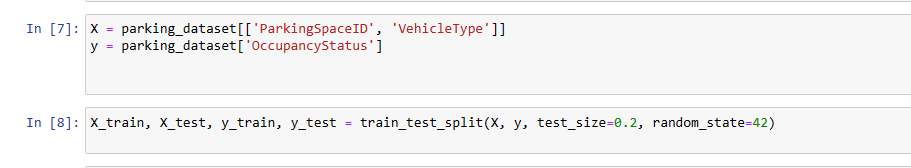 In [7]: X = parking_dataset[['ParkingSpaceID', 'VehicleType']]
y = parking_dataset['OccupancyStatus']
In [8]: X_train, X_test, y_train, y_test = train_test_split(X, y, test_size=0.2, random_state=42)